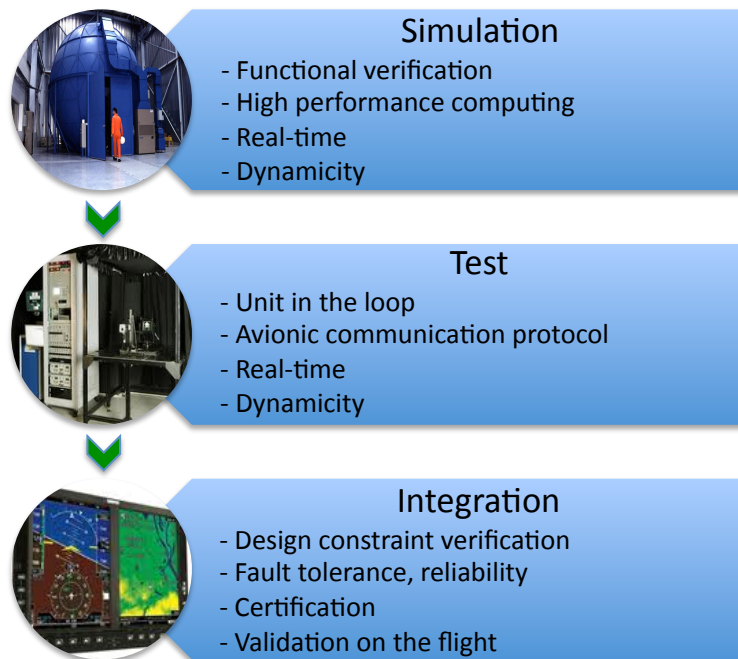 Simulation
- Functional verification
- High performance computing
- Real-time
- Dynamicity
Test
- Unit in the loop
- Avionic communication protocol
- Real-time
- Dynamicity
Integration
- Design constraint verification
- Fault tolerance, reliability
- Certification
- Validation on the flight